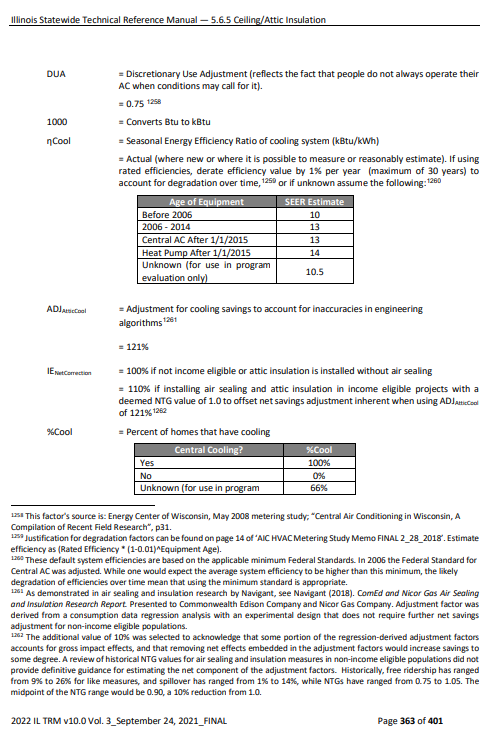 Illinois Statewide Technical Reference Manual — 5.6.5 Ceiling/Attic Insulation
DUA = Discretionary Use Adjustment (reflects the fact that people do not always operate their
AC when conditions may call for it).
= 0.75 1258
1000 = Converts Btu to kBtu
ηCool = Seasonal Energy Efficiency Ratio of cooling system (kBtu/kWh)
= Actual (where new or where it is possible to measure or reasonably estimate). If using
rated efficiencies, derate efficiency value by 1% per year (maximum of 30 years) to
account for degradation over time,1259 or if unknown assume the following:1260
Age of Equipment SEER Estimate
Before 2006 10
2006 - 2014 13
Central AC After 1/1/2015 13
Heat Pump After 1/1/2015 14
Unknown (for use in program
evaluation only) 10.5
ADJAtticCool = Adjustment for cooling savings to account for inaccuracies in engineering
algorithms1261
= 121%
IENetCorrection = 100% if not income eligible or attic insulation is installed without air sealing
= 110% if installing air sealing and attic insulation in income eligible projects with a
deemed NTG value of 1.0 to offset net savings adjustment inherent when using ADJAtticCool
of 121%1262
%Cool = Percent of homes that have cooling
Central Cooling? %Cool
Yes 100%
No 0%
Unknown (for use in program 66%
1258 This factor's source is: Energy Center of Wisconsin, May 2008 metering study; "Central Air Conditioning in Wisconsin, A
Compilation of Recent Field Research", p31.
1259 Justification for degradation factors can be found on page 14 of 'AIC HVAC Metering Study Memo FINAL 2_28_2018'. Estimate
efficiency as (Rated Efficiency * (1-0.01)^Equipment Age).
1260 These default system efficiencies are based on the applicable minimum Federal Standards. In 2006 the Federal Standard for
Central AC was adjusted. While one would expect the average system efficiency to be higher than this minimum, the likely
degradation of efficiencies over time mean that using the minimum standard is appropriate.
1261 As demonstrated in air sealing and insulation research by Navigant, see Navigant (2018). ComEd and Nicor Gas Air Sealing
and Insulation Research Report. Presented to Commonwealth Edison Company and Nicor Gas Company. Adjustment factor was
derived from a consumption data regression analysis with an experimental design that does not require further net savings
adjustment for non-income eligible population.
1262 The additional value of 10% was selected to acknowledge that some portion of the regression-derived adjustment factors
accounts for gross impact effects, and that removing net effects embedded in the adjustment factors would increase savings to
some degree. A review of historical NTG values for air sealing and insulation measures in non-income eligible populations did not
provide definitive guidance for estimating the net component of the adjustment factors. Historically, free ridership has ranged
from 9% to 26% for like measures, and spillover has ranged from 1% to 14%, while NTGs have ranged from 0.75 to 1.05. The
midpoint of the NTG range would be 0.90, a 10% reduction from 1.0.
2022 IL TRM v10.0 Vol. 3_September 24, 2021_FINAL Page 363 of 401